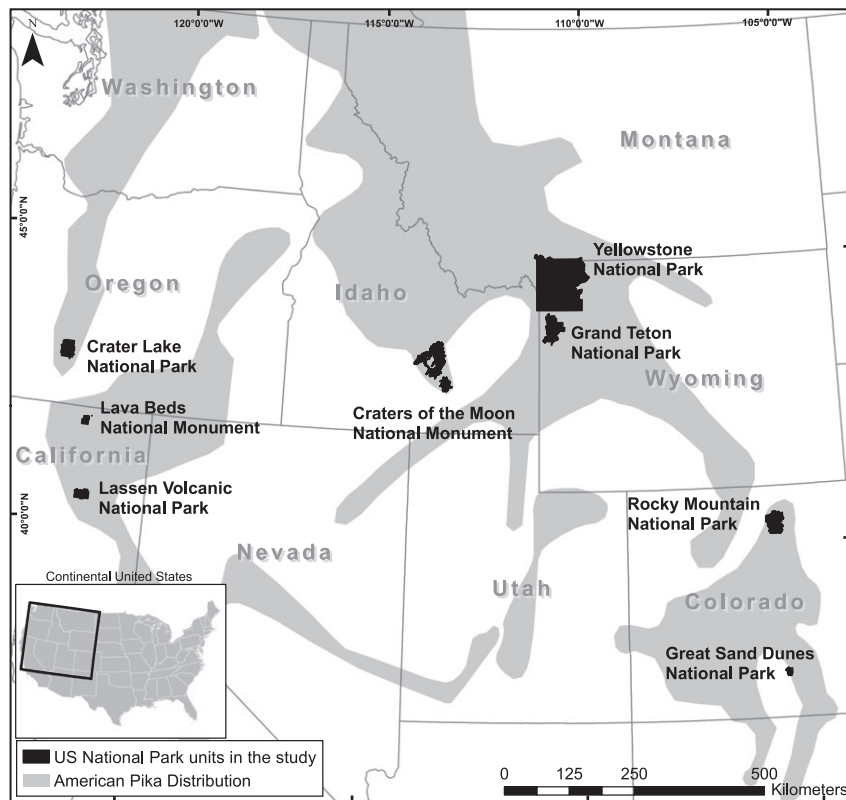 120°0'0"W
115°0'0"W
110°0'0"W
105°0'0"W
N
Washington
Montana
45°0'0"N
Oregon
Idaho
Yellowstone
National Park
Crater Lake
National Park
Grand Teton
National Park
Wyoming
Lava Beds
National Monument
Craters of the Moon
National Monument
California
Lassen Volcanic
National Park
40°0'0"N
Rocky Mountain
National Park
Nevada
Utah
Colorado
Continental United States
Great Sand Dunes
National Park
US National Park units in the study
American Pika Distribution
0 125 250 500
Kilometers